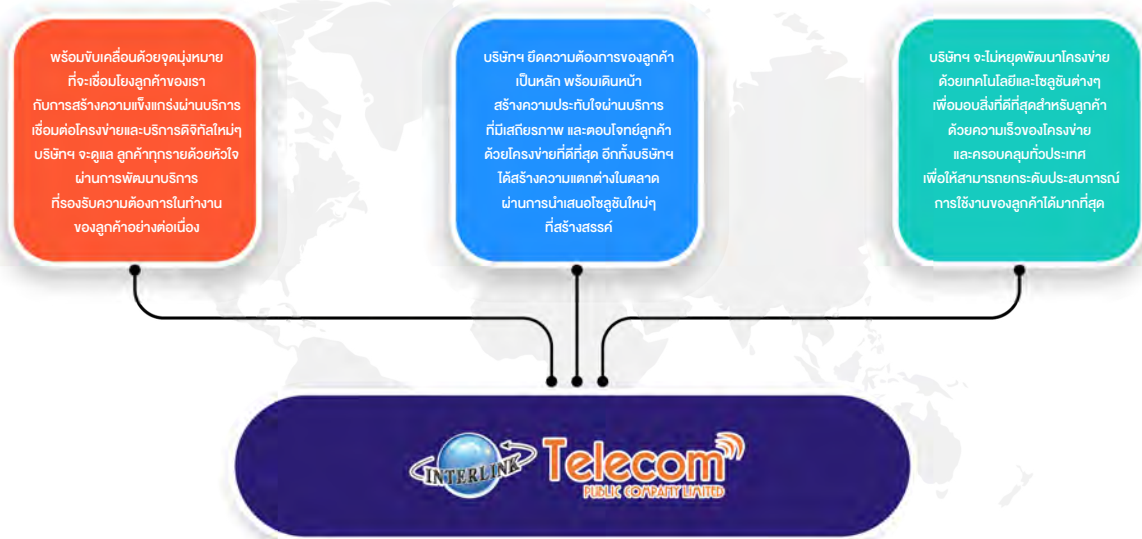 พร้อมขับเคลื่อนด้วยจุดมุ่งหมาย
ที่จะเชื่อมโยงลูกค้าของเรา
กับการสร้างความแข็งแกร่งผ่านบริการ
เชื่อมต่อโครงข่ายและบริการดิจิทัลใหม่ๆ
บริษัทฯ จะดูแล ลูกค้าทุกรายด้วยหัวใจ
ผ่านการพัฒนาบริการ
ที่รองรับความต้องการในทำงาน
ของลูกค้าอย่างต่อเนื่อง
บริษัทฯ ยึดความต้องการของลูกค้า
เป็นหลัก พร้อมเดินหน้า
สร้างความประทับใจผ่านบริการ
ที่มีเสถียรภาพ และตอบโจทย์ลูกค้า
ด้วยโครงข่ายที่ดีที่สุด อีกทั้งบริษัทฯ
ได้สร้างความแตกต่างในตลาด
ผ่านการนำเสนอโซลูชันใหม่ๆ
ที่สร้างสรรค์
บริษัทฯ จะไม่หยุดพัฒนาโครงข่าย
ด้วยเทคโนโลยีและโซลูชันต่างๆ
เพื่อมอบสิ่งที่ดีที่สุดสำหรับลูกค้า
ด้วยความเร็วของโครงข่าย
และครอบคลุมทั่วประเทศ
เพื่อให้สามารถยกระดับประสบการณ์
การใช้งานของลูกค้าได้มากที่สุด
INTERLINK Telecom
PUBLIC COMPANY LIMITED